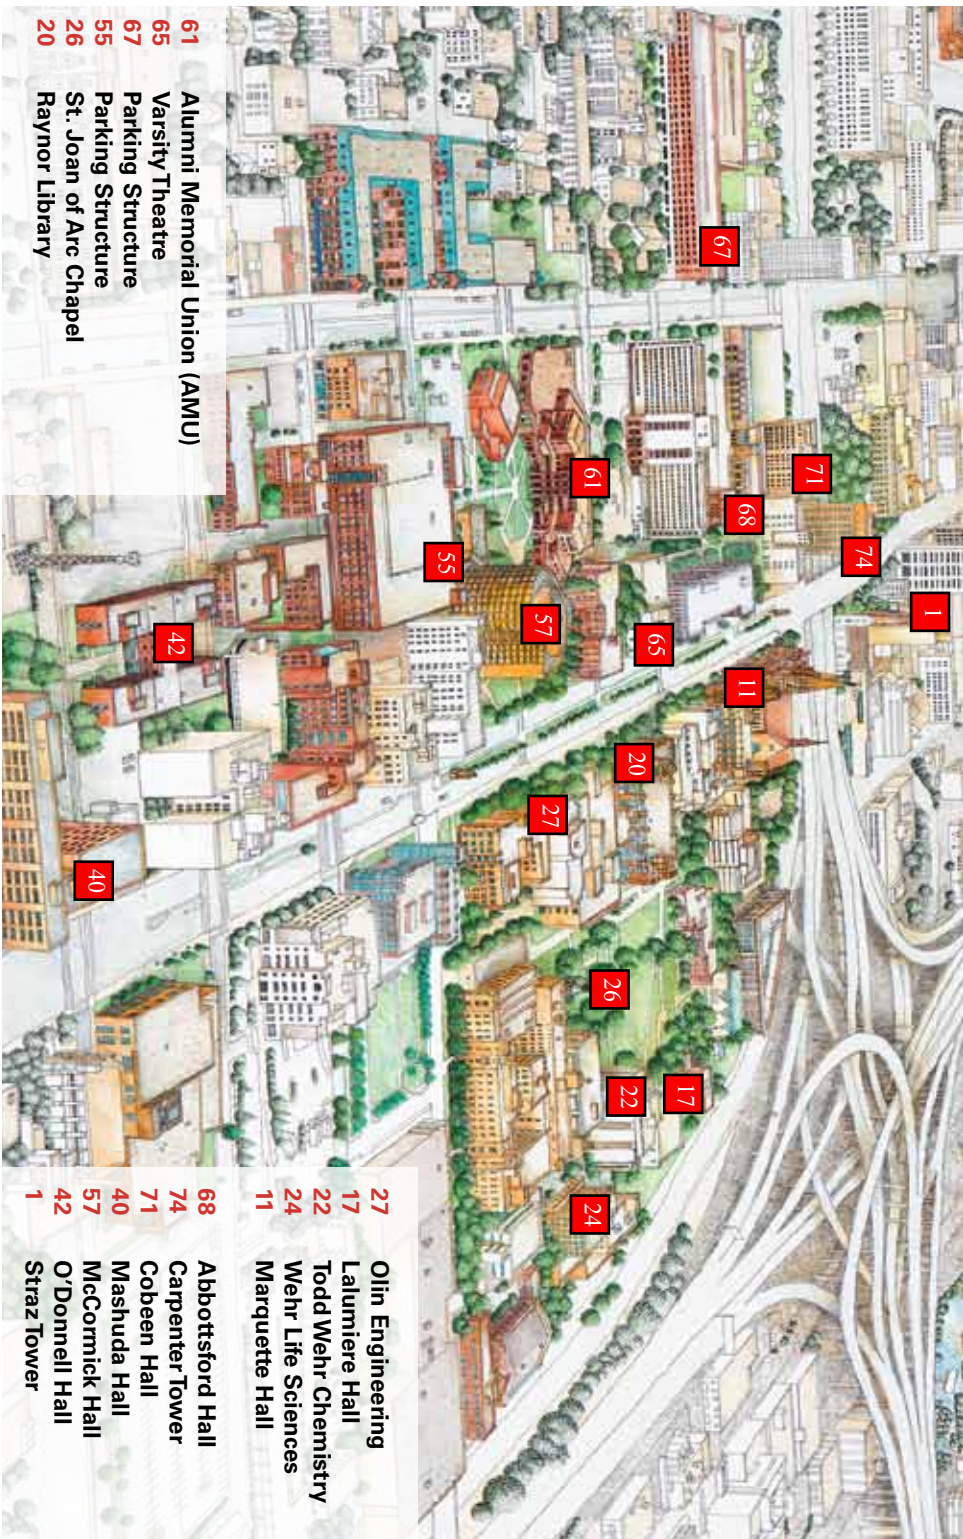 61 Alumni Memorial Union (AMU)
65 Varsity Theatre
67 Parking Structure
55 Parking Structure
26 St. Joan of Arc Chapel
20 Raynor Library
27 Olin Engineering
17 Lalumiere Hall
22 Todd Wehr Chemistry
24 Wehr Life Sciences
11 Marquette Hall
68 Abbottsford Hall
74 Carpenter Tower
71 Cobeen Hall
40 Mashuda Hall
57 McCormick Hall
42 O'Donnell Hall
1 Straz Tower
67
71
74
1
61
68
55
57
65
42
11
20
27
40
26
22
17
24